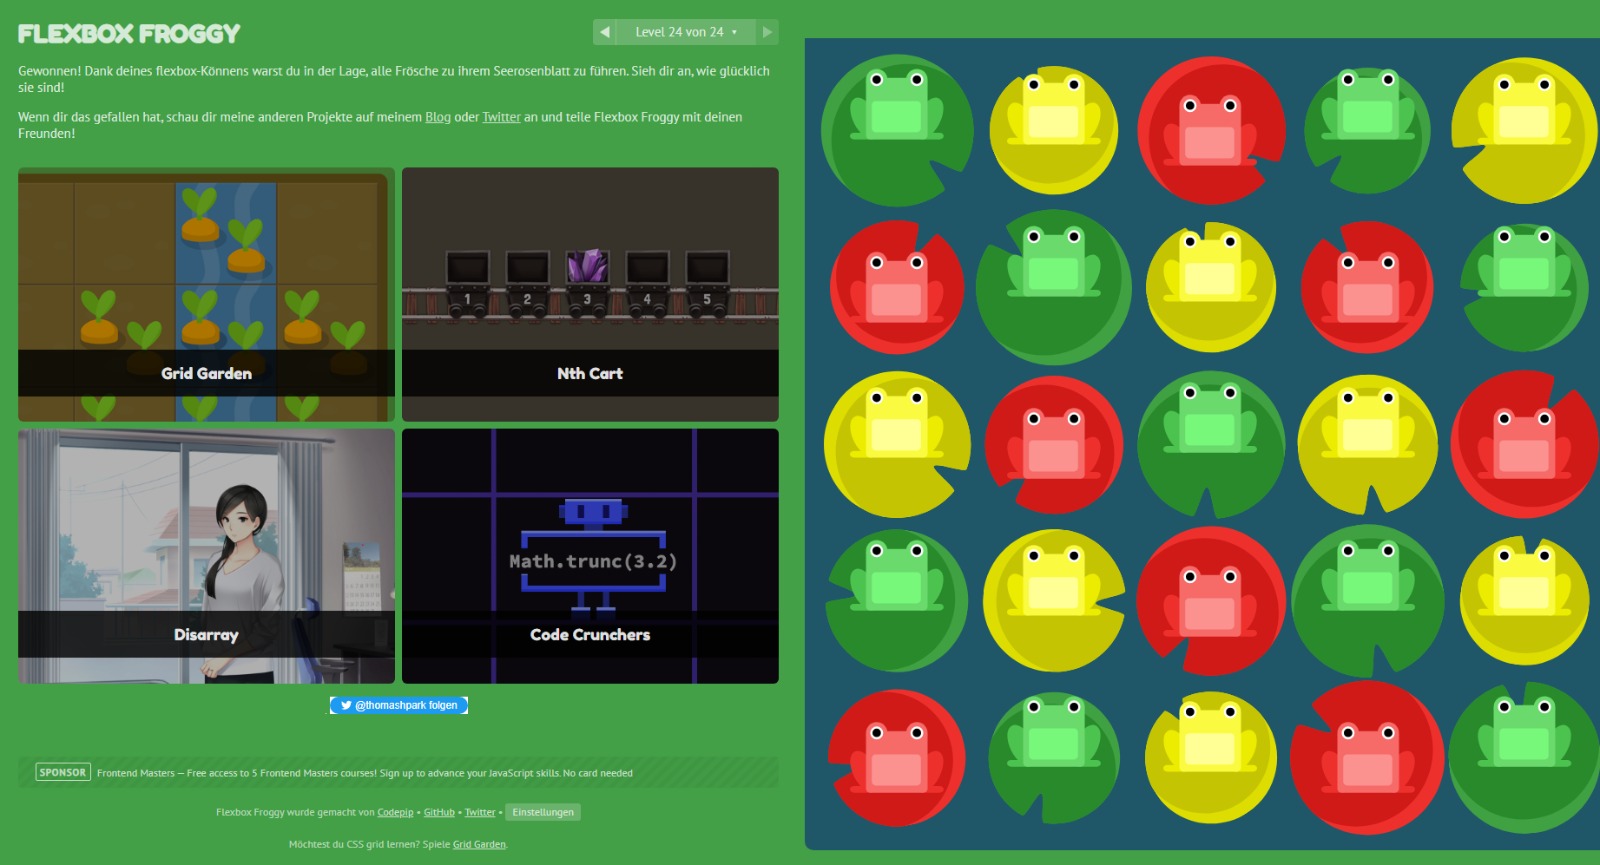 FLEXBOX FROGGY
◀ Level 24 von 24 ▾ ▶
Gewonnen! Dank deines flexbox-Könnens warst du in der Lage, alle Frösche zu ihrem Seerosenblatt zu führen. Sieh dir an, wie glücklich
sie sind!
Wenn dir das gefallen hat, schau dir meine anderen Projekte auf meinem Blog oder Twitter an und teile Flexbox Froggy mit deinen
Freunden!
Grid Garden
1 2 3 4 5
Nth Cart
Disarray
Math.trunc(3.2)
Code Crunchers
@thomashpark folgen
SPONSOR Frontend Masters — Free access to 5 Frontend Masters courses! Sign up to advance your JavaScript skills. No card needed
Flexbox Froggy wurde gemacht von Codepip • GitHub • Twitter • Einstellungen
Möchtest du CSS grid lernen? Spiele Grid Garden.